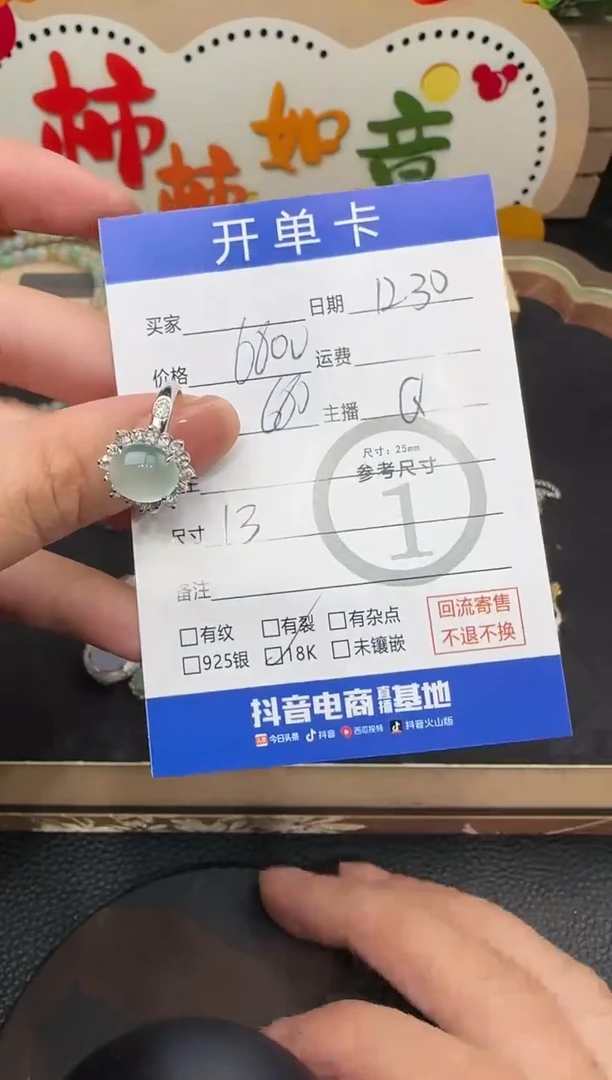 柿柿如音
开单卡
买家 日期 12.30
价格 6800 运费
680 主播 Q
尺寸：25mm
参考尺寸
1
尺寸 13
备注
有纹 有裂 有杂点
925银 18K 未镶嵌
回流寄售
不退不换
抖音电商直播基地
今日头条 抖音 西瓜视频 抖音火山版